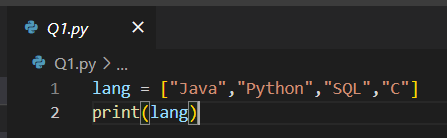 Q1.py ×
Q1.py > ...
1 lang = ["Java","Python","SQL","C"]
2 print(lang)